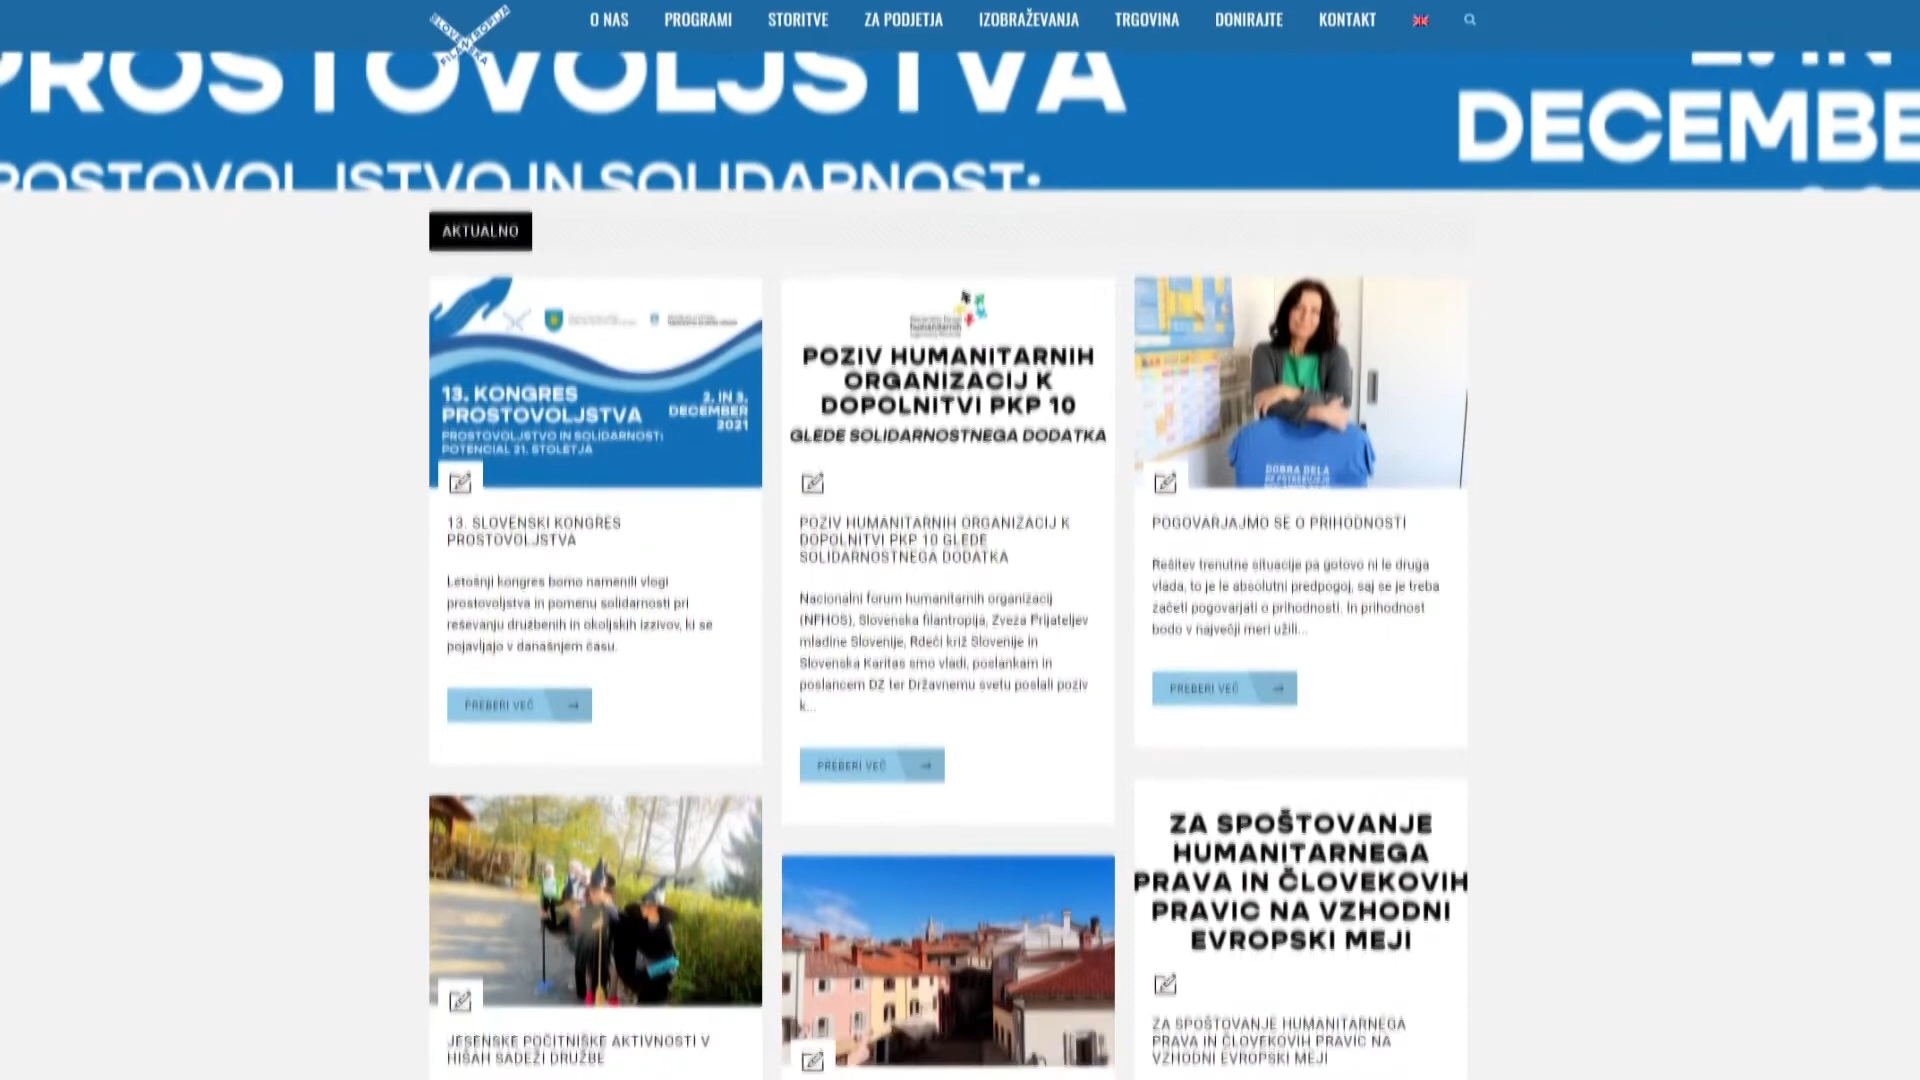 SLOVENSKA
FILANTROPIJA
O NAS
PROGRAMI
STORITVE
ZA PODJETJA
IZOBRAŽEVANJA
TRGOVINA
DONIRAJTE
KONTAKT
PROSTOVOLJSTVA
DECEMBE
PROSTOVOLJSTVO IN SOLIDARNOST:
AKTUALNO
13. KONGRES
PROSTOVOLJSTVA
PROSTOVOLJSTVO IN SOLIDARNOST:
POTENCIAL 21. STOLETJA
2. IN 3.
DECEMBER
2021
13. SLOVENSKI KONGRES
PROSTOVOLJSTVA
Letošnji kongres bomo namenili vlogi
prostovoljstva in pomenu solidarnosti pri
reševanju družbenih in okoljskih izzivov, ki se
pojavljajo v današnjem času.
PREBERI VEČ
POZIV HUMANITARNIH
ORGANIZACIJ K
DOPOLNITVI PKP 10
GLEDE SOLIDARNOSTNEGA DODATKA
POZIV HUMANITARNIH ORGANIZACIJ K
DOPOLNITVI PKP 10 GLEDE
SOLIDARNOSTNEGA DODATKA
Nacionalni forum humanitarnih organizacij
(NFHOS), Slovenska filantropija, Zveza Prijateljev
mladine Slovenije, Rdeči križ Slovenije in
Slovenska Karitas smo vladi, poslankam in
poslancem DZ ter Državnemu svetu poslali poziv
k...
PREBERI VEČ
DOBRA DELA
POGOVARJAJMO SE O PRIHODNOSTI
Rešitev trenutne situacije pa gotovo ni le druga
vlada, to je le absolutni predpogoj, saj se je treba
začeti pogovarjati o prihodnosti. In prihodnost
bodo v največji meri užili...
PREBERI VEČ
JESENSKE POČITNIŠKE AKTIVNOSTI V
HIŠAH SADEŽI DRUŽBE
ZA SPOŠTOVANJE
HUMANITARNEGA
PRAVA IN ČLOVEKOVIH
PRAVIC NA VZHODNI
EVROPSKI MEJI
ZA SPOŠTOVANJE HUMANITARNEGA
PRAVA IN ČLOVEKOVIH PRAVIC NA
VZHODNI EVROPSKI MEJI